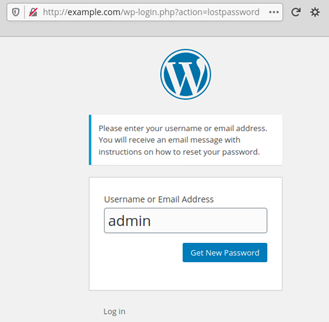 http://example.com/wp-login.php?action=lostpassword
Please enter your username or email address.
You will receive an email message with
instructions on how to reset your password.
Username or Email Address
admin
Get New Password
Log in